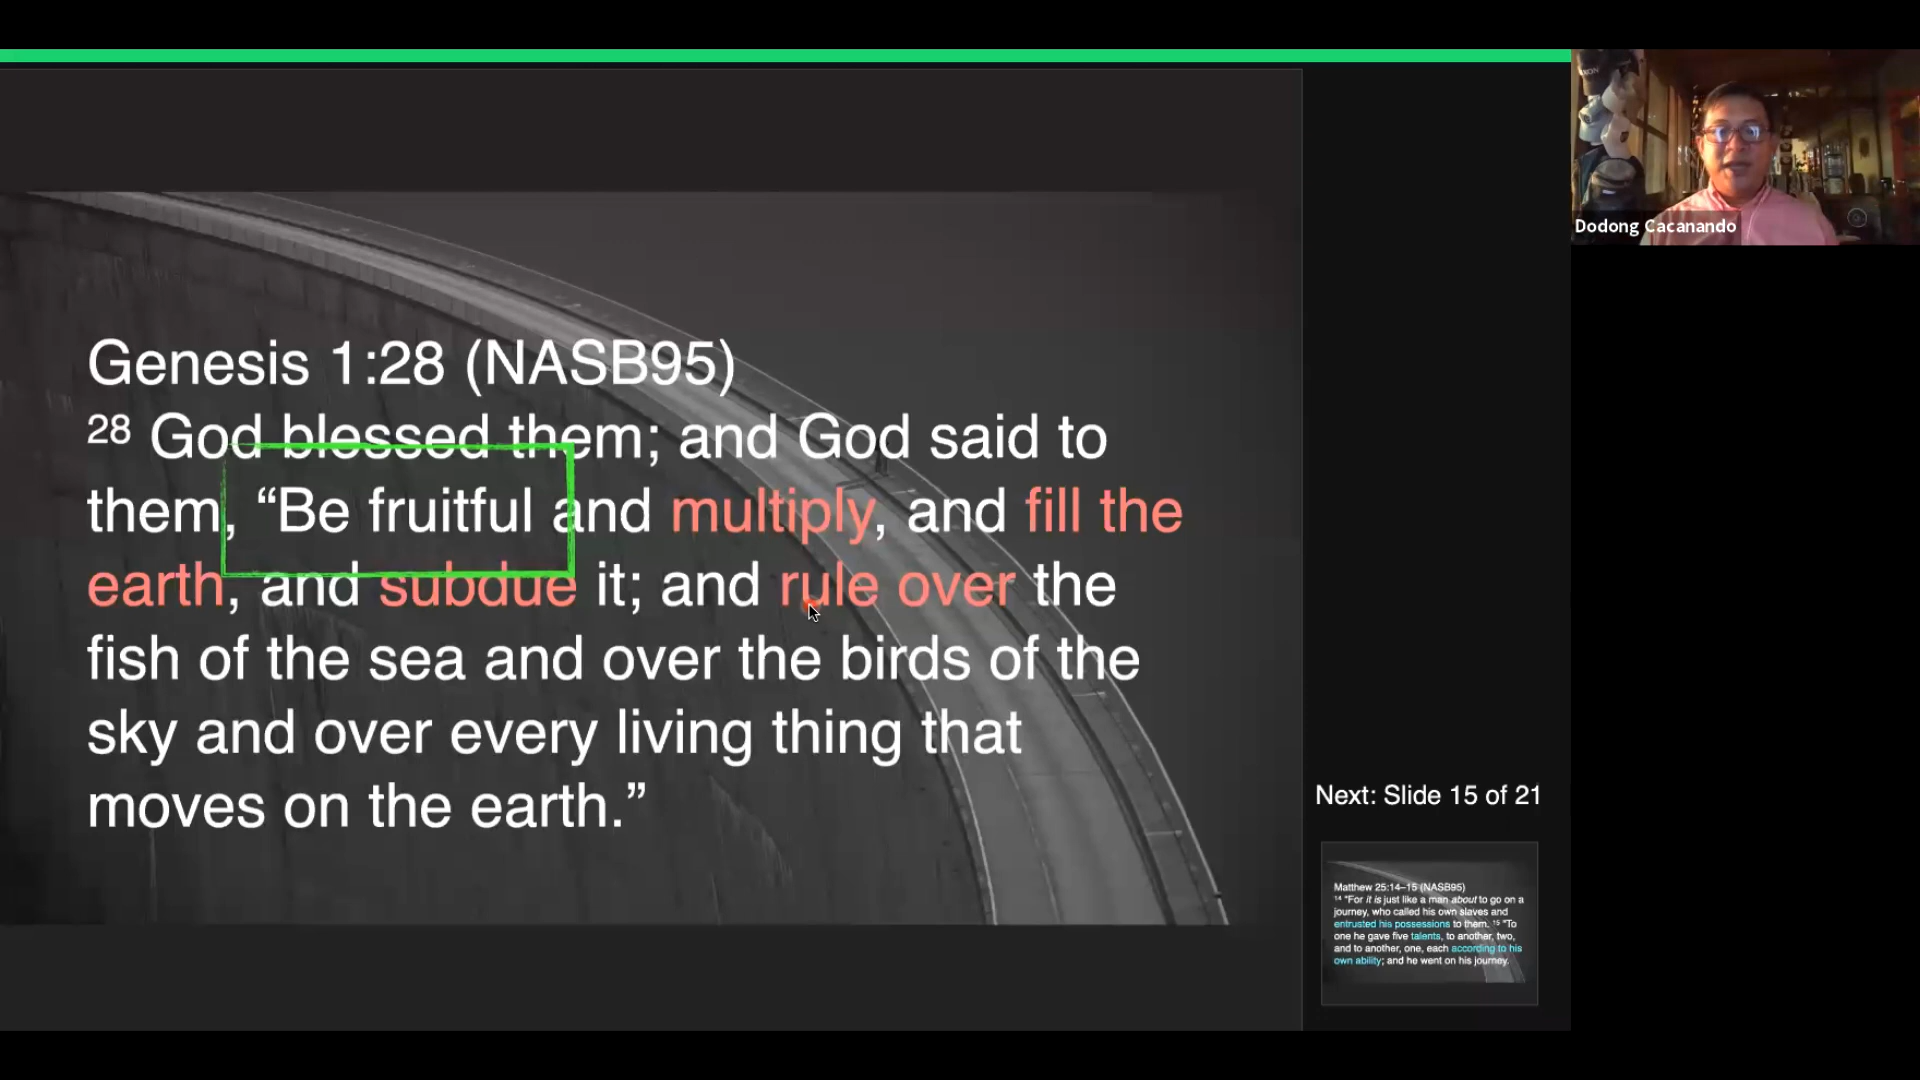 Genesis 1:28 (NASB95)
28 God blessed them; and God said to
them, “Be fruitful and multiply, and fill the
earth, and subdue it; and rule over the
fish of the sea and over the birds of the
sky and over every living thing that
moves on the earth.”
Dodong Cacanando
Next: Slide 15 of 21
Matthew 25:14–15 (NASB95)
14 “For it is just like a man about to go on a
journey, who called his own slaves and
entrusted his possessions to them. 15 “To
one he gave five talents, to another, two,
and to another, one, each according to his
own ability; and he went on his journey.